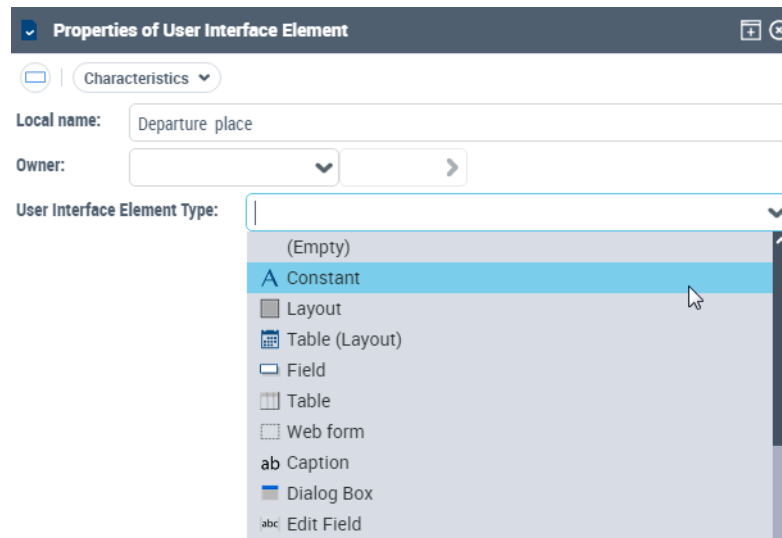 Properties of User Interface Element
Characteristics
Local name: Departure place
Owner:
User Interface Element Type:
(Empty)
A Constant
Layout
Table (Layout)
Field
Table
Web form
ab Caption
Dialog Box
abc Edit Field